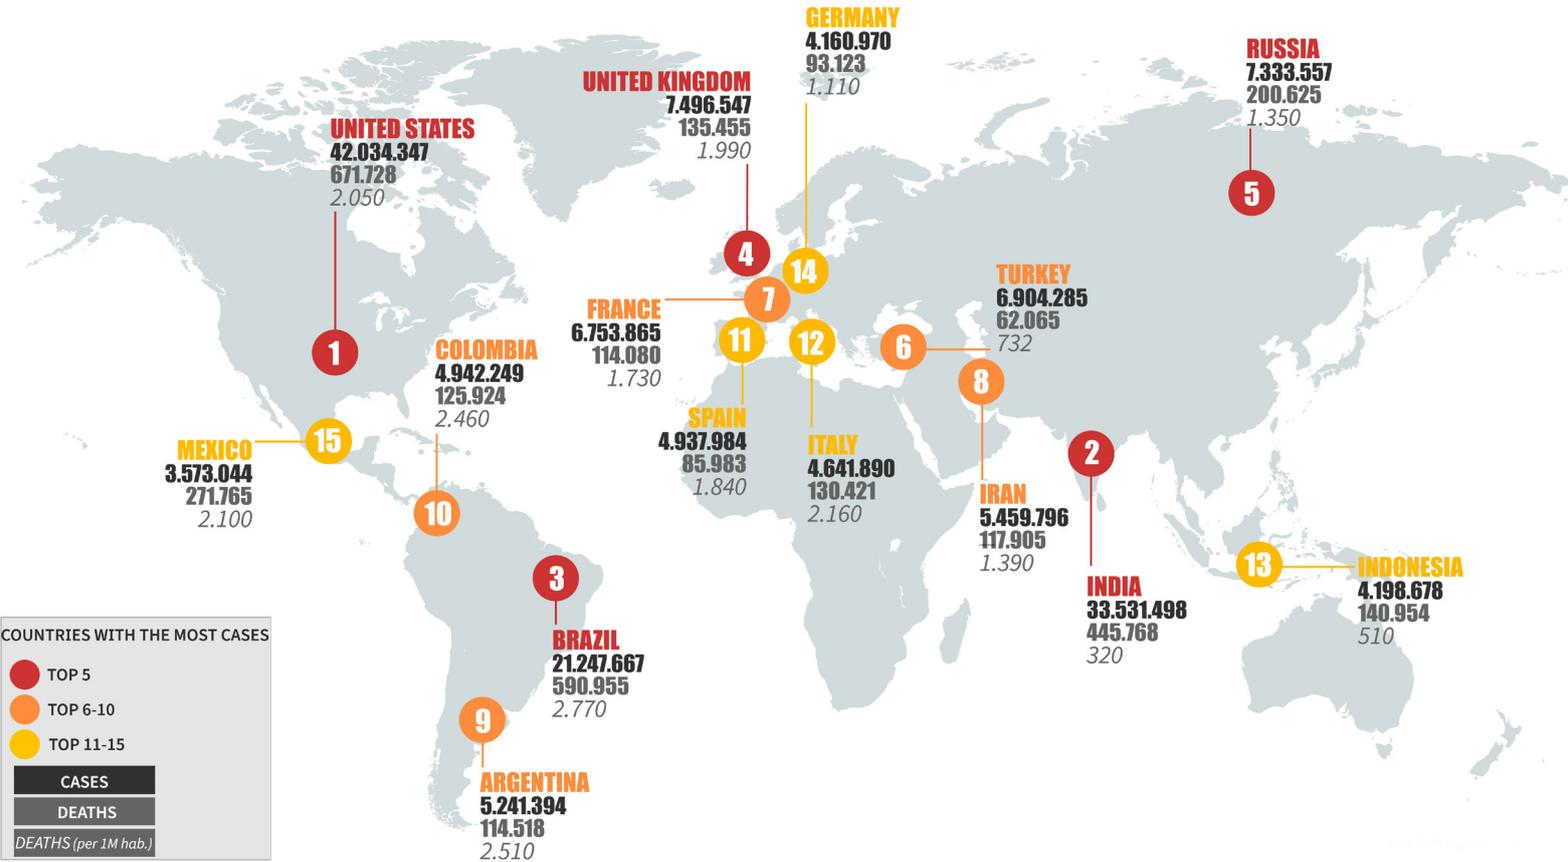 GERMANY
4.160.970
93.123
1.110
RUSSIA
7.333.557
200.625
1.350
UNITED KINGDOM
7.496.547
135.455
1.990
UNITED STATES
42.034.347
671.728
2.050
4
5
14
7
TURKEY
6.904.285
62.065
732
FRANCE
6.753.865
114.080
1.730
11
12
6
1
COLOMBIA
4.942.249
125.924
2.460
8
SPAIN
4.937.984
85.983
1.840
ITALY
4.641.890
130.421
2.160
15
MEXICO
3.573.044
271.765
2.100
2
IRAN
5.459.796
117.905
1.390
10
3
13
INDONESIA
4.198.678
140.954
510
INDIA
33.531.498
445.768
320
BRAZIL
21.247.667
590.955
2.770
9
ARGENTINA
5.241.394
114.518
2.510
COUNTRIES WITH THE MOST CASES
TOP 5
TOP 6-10
TOP 11-15
CASES
DEATHS
DEATHS (per 1M hab.)